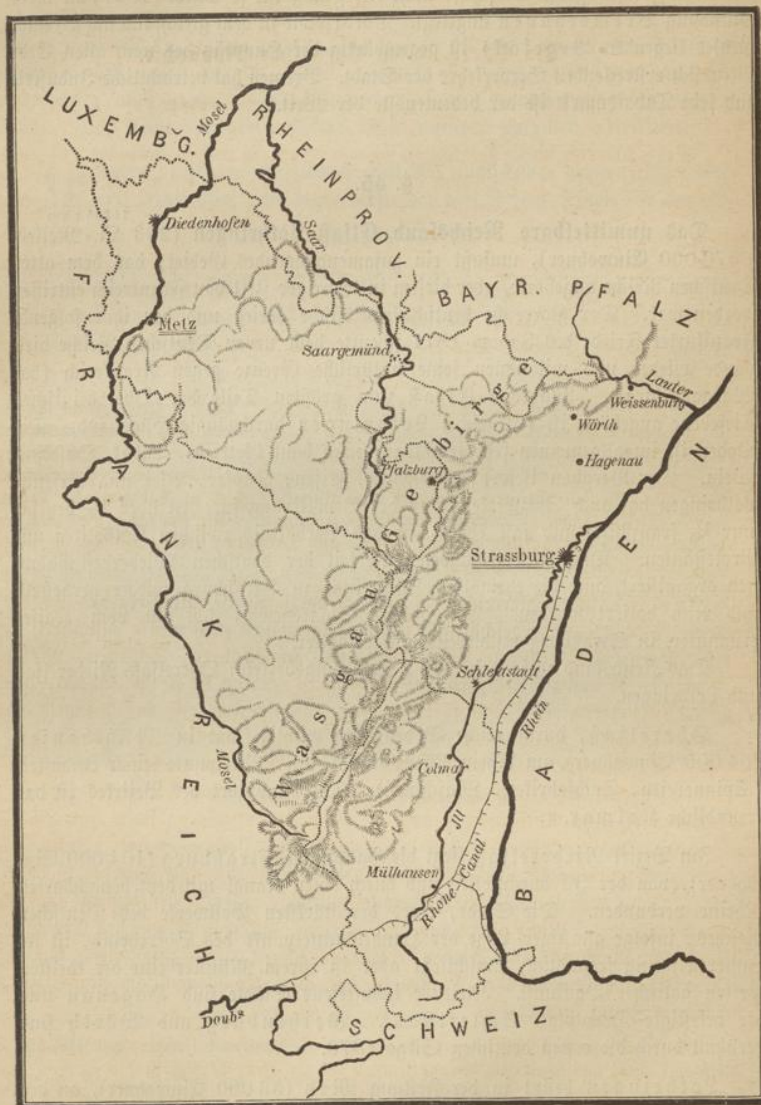 LUXEMBG.
Mosel
RHEINPROV.
Diedenhofen
Saar
BAYR. PFALZ
Metz
Saargemünd
Lauter
Weissenburg
Wörth
Hagenau
Pfalzburg
Strassburg
FRANKREICH
Wasgau Gebirge
Schlettstadt
Rhein
BADEN
Mosel
Colmar
Jll
Mülhausen
Rhone-Canal
Doubs
SCHWEIZ